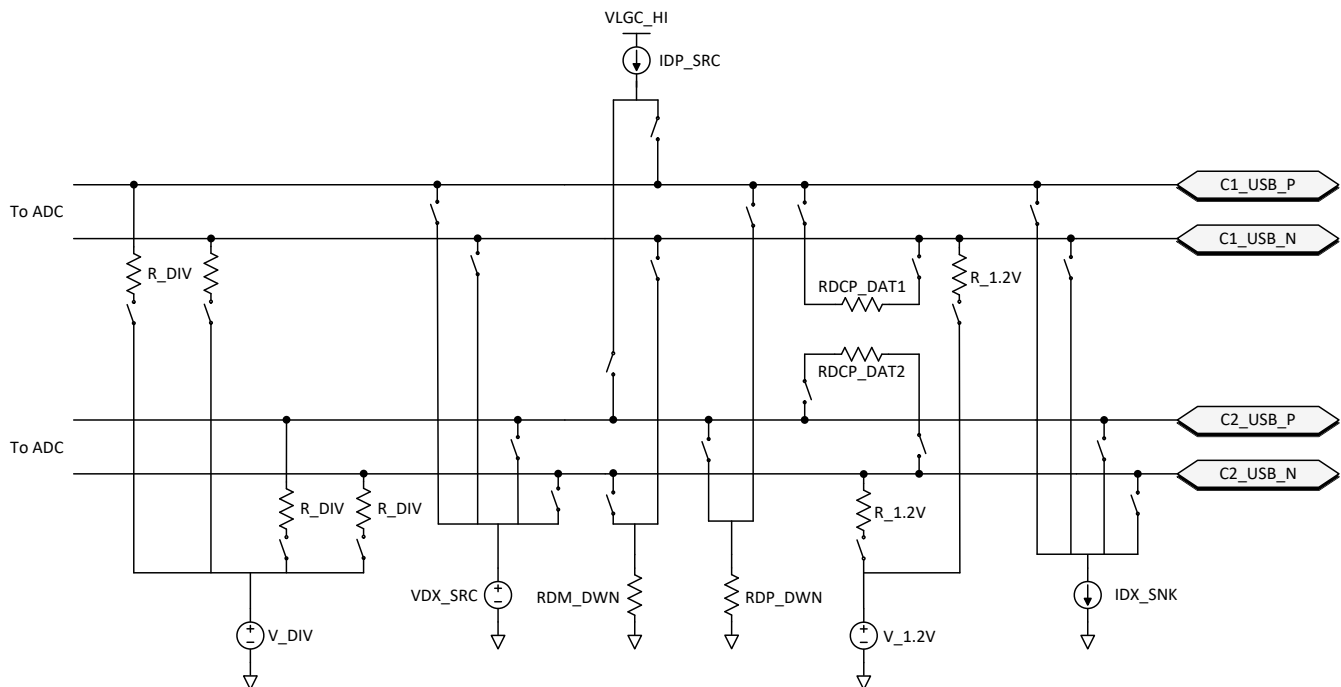 VLGC_HI
IDP_SRC
C1_USB_P
To ADC
C1_USB_N
R_DIV
R_1.2V
RDCP_DAT1
RDCP_DAT2
C2_USB_P
To ADC
C2_USB_N
R_DIV
R_DIV
R_1.2V
VDX_SRC
RDM_DWN
RDP_DWN
IDX_SNK
V_DIV
V_1.2V